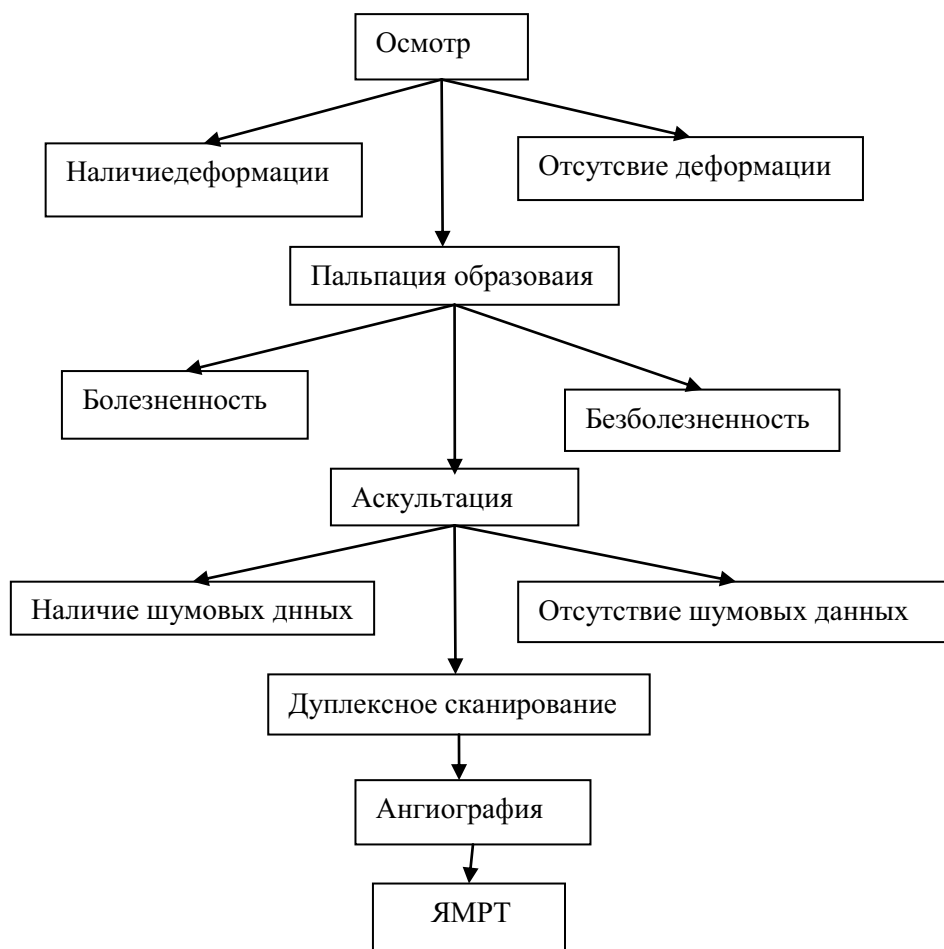 Осмотр
Наличиедеформации
Отсутсвие деформации
Пальпация образоваия
Болезненность
Безболезненность
Аскультация
Наличие шумовых днных
Отсутствие шумовых данных
Дуплексное сканирование
Ангиография
ЯМРТ